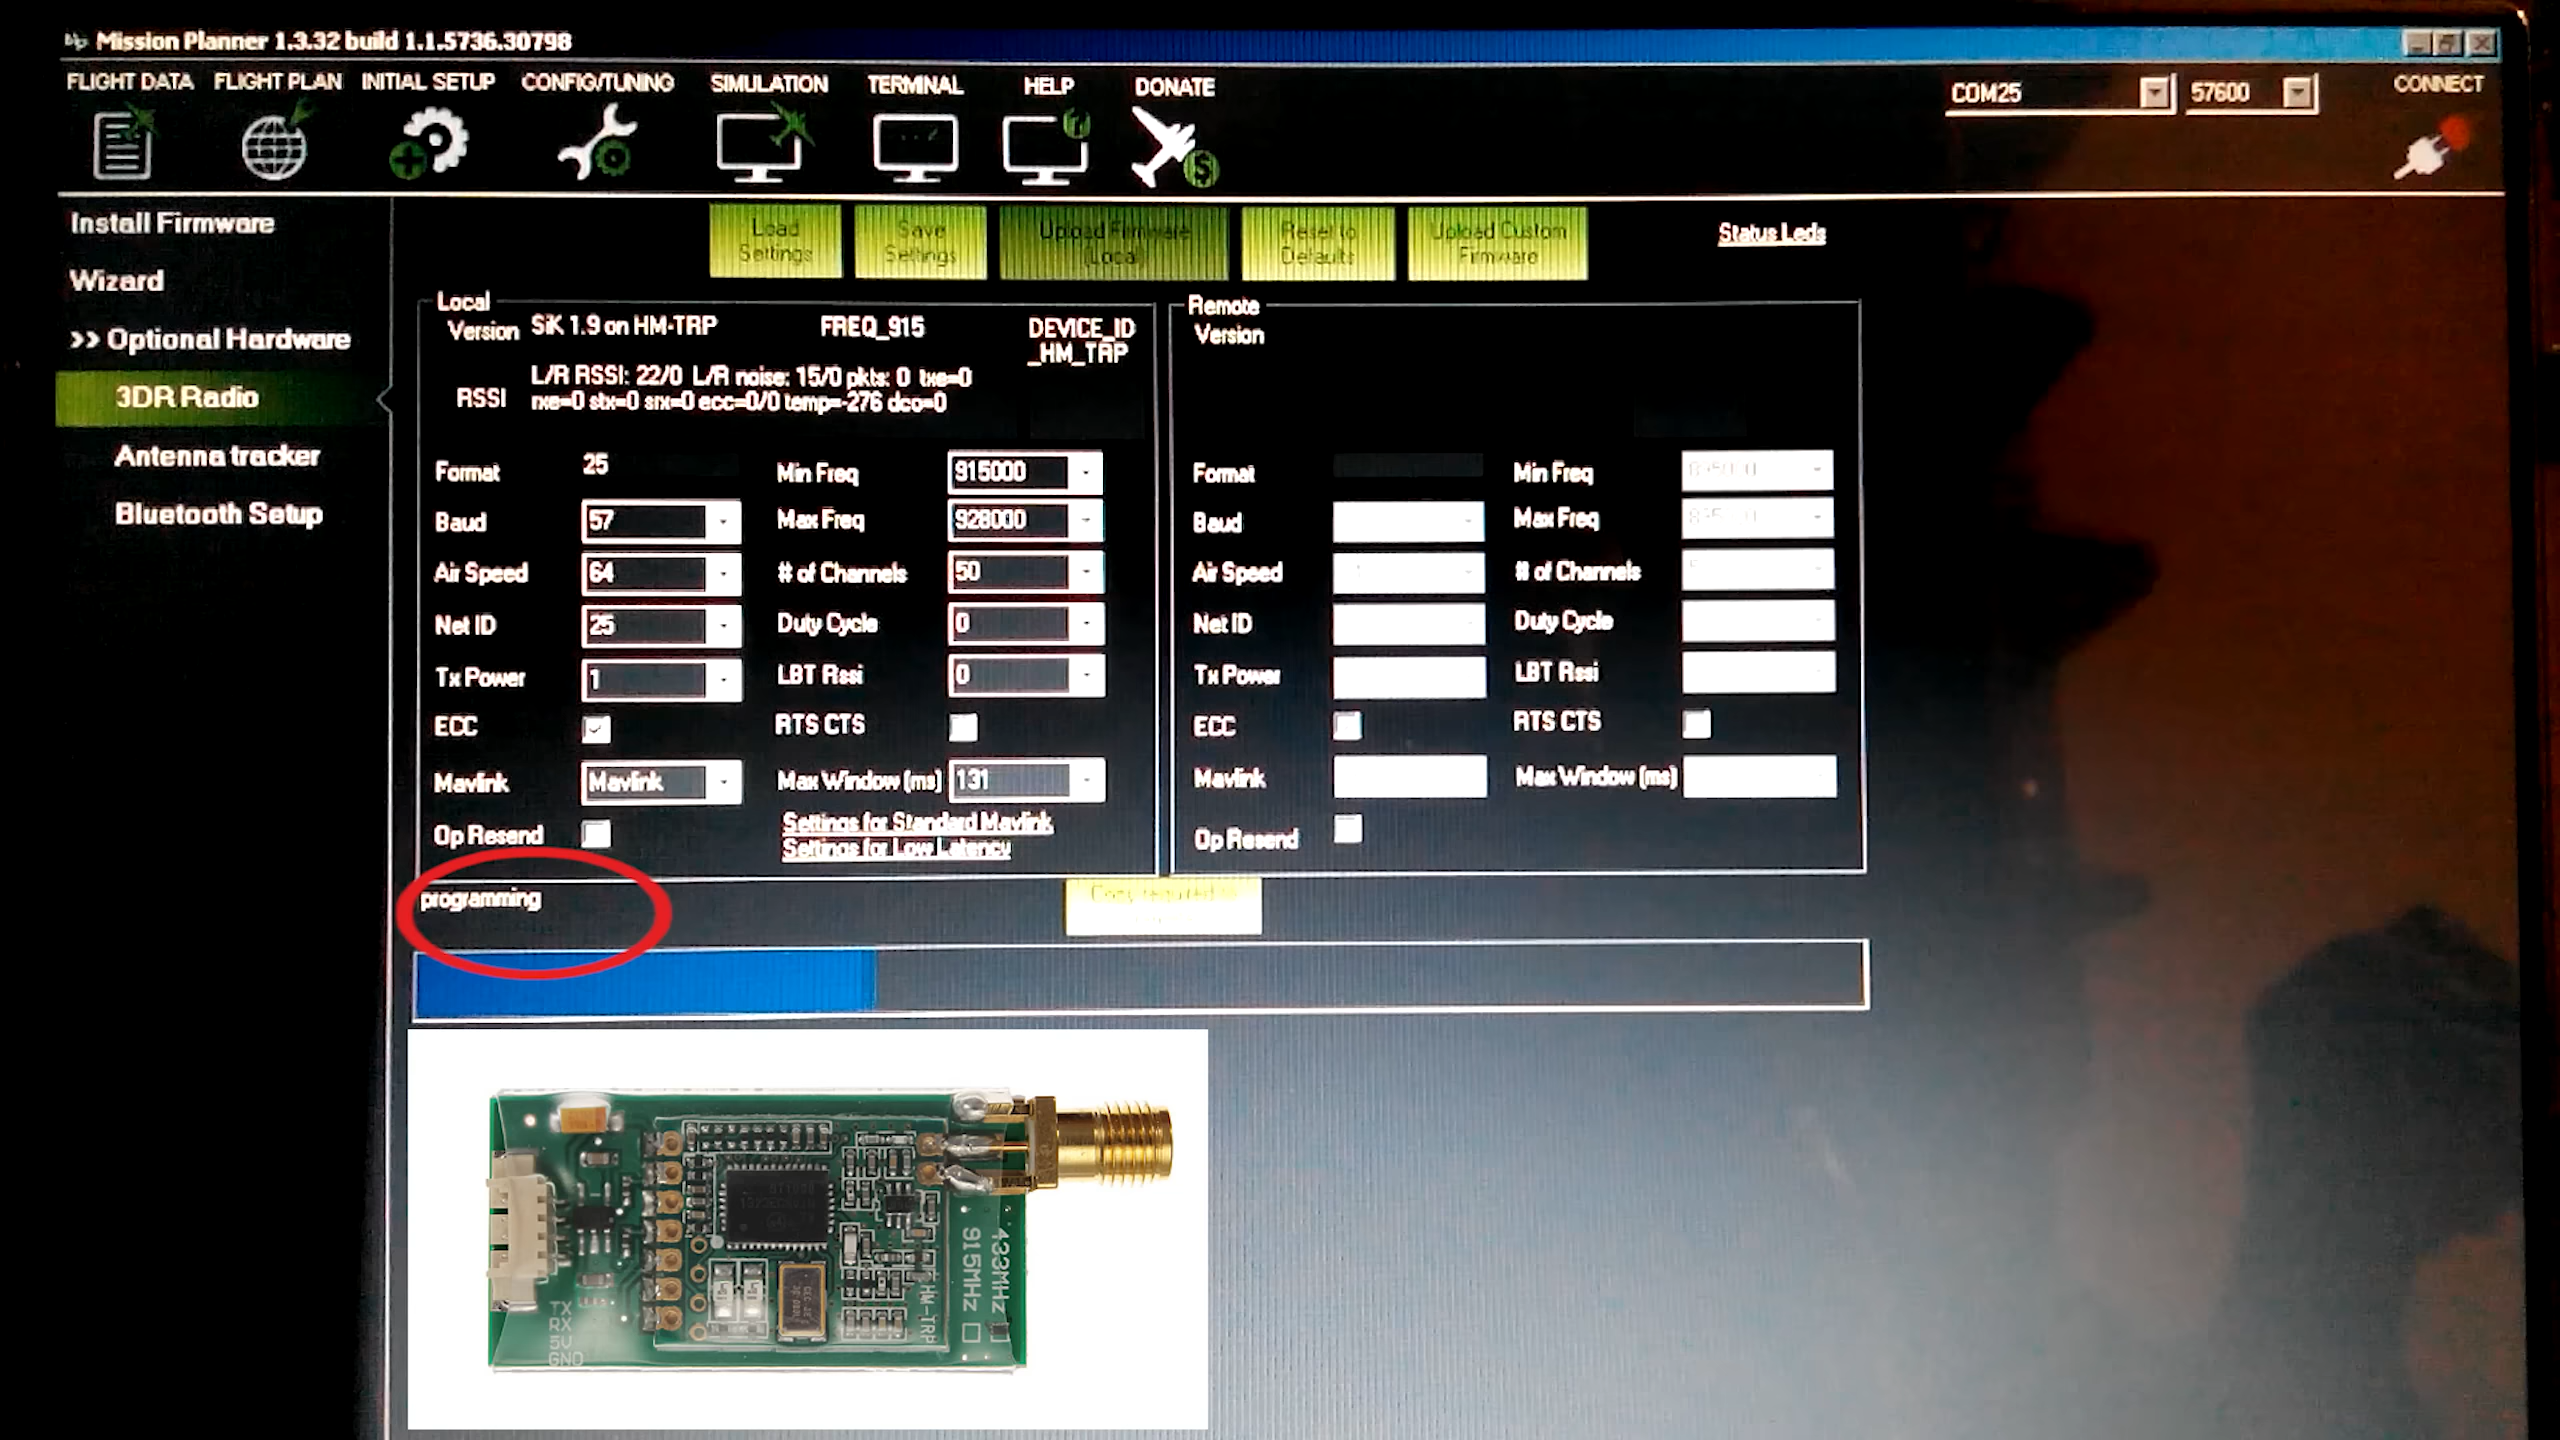 Mission Planner 1.3.32 build 1.1.5736.30798
FLIGHT DATA FLIGHT PLAN INITIAL SETUP CONFIG/TUNING SIMULATION TERMINAL HELP DONATE
COM25 57600 CONNECT
Install Firmware
Wizard
>> Optional Hardware
3DR Radio
Antenna tracker
Bluetooth Setup
Load Settings
Save Settings
Upload Firmware (Local)
Reset to Defaults
Upload Custom Firmware
Status Leds
Local
Version SiK 1.9 on HM-TRP FREQ_915 DEVICE_ID
_HM_TRP
RSSI L/R RSSI: 22/0 L/R noise: 15/0 pkts: 0 txe=0
rxe=0 stx=0 srx=0 ecc=0/0 temp=-276 dco=0
Format 25 Min Freq 915000
Baud 57 Max Freq 928000
Air Speed 64 # of Channels 50
Net ID 25 Duty Cycle 0
Tx Power 1 LBT Rssi 0
ECC RTS CTS
Mavlink Mavlink Max Window (ms) 131
Op Resend Settings for Standard Mavlink
Settings for Low Latency
Remote
Version
Format Min Freq
Baud Max Freq
Air Speed # of Channels
Net ID Duty Cycle
Tx Power LBT Rssi
ECC RTS CTS
Mavlink Max Window (ms)
Op Resend
programming
Copy required
433MHz
915MHz
HM-TRP
TX
RX
5V
GND